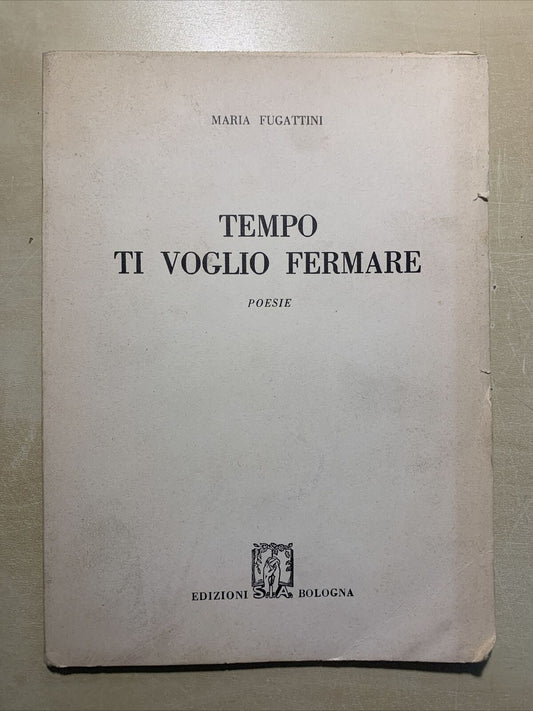 MARIA FUGATTINI
TEMPO
TI VOGLIO FERMARE
POESIE
EDIZIONI S.I.A. BOLOGNA